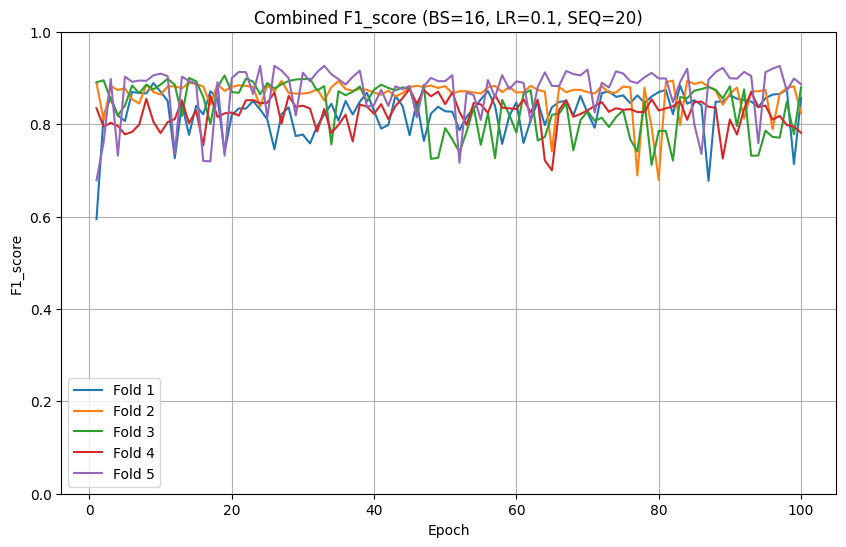 Combined F1_score (BS=16, LR=0.1, SEQ=20)
1.0
0.8
0.6
0.4
0.2
0.0
F1_score
Fold 1
Fold 2
Fold 3
Fold 4
Fold 5
0 20 40 60 80 100
Epoch